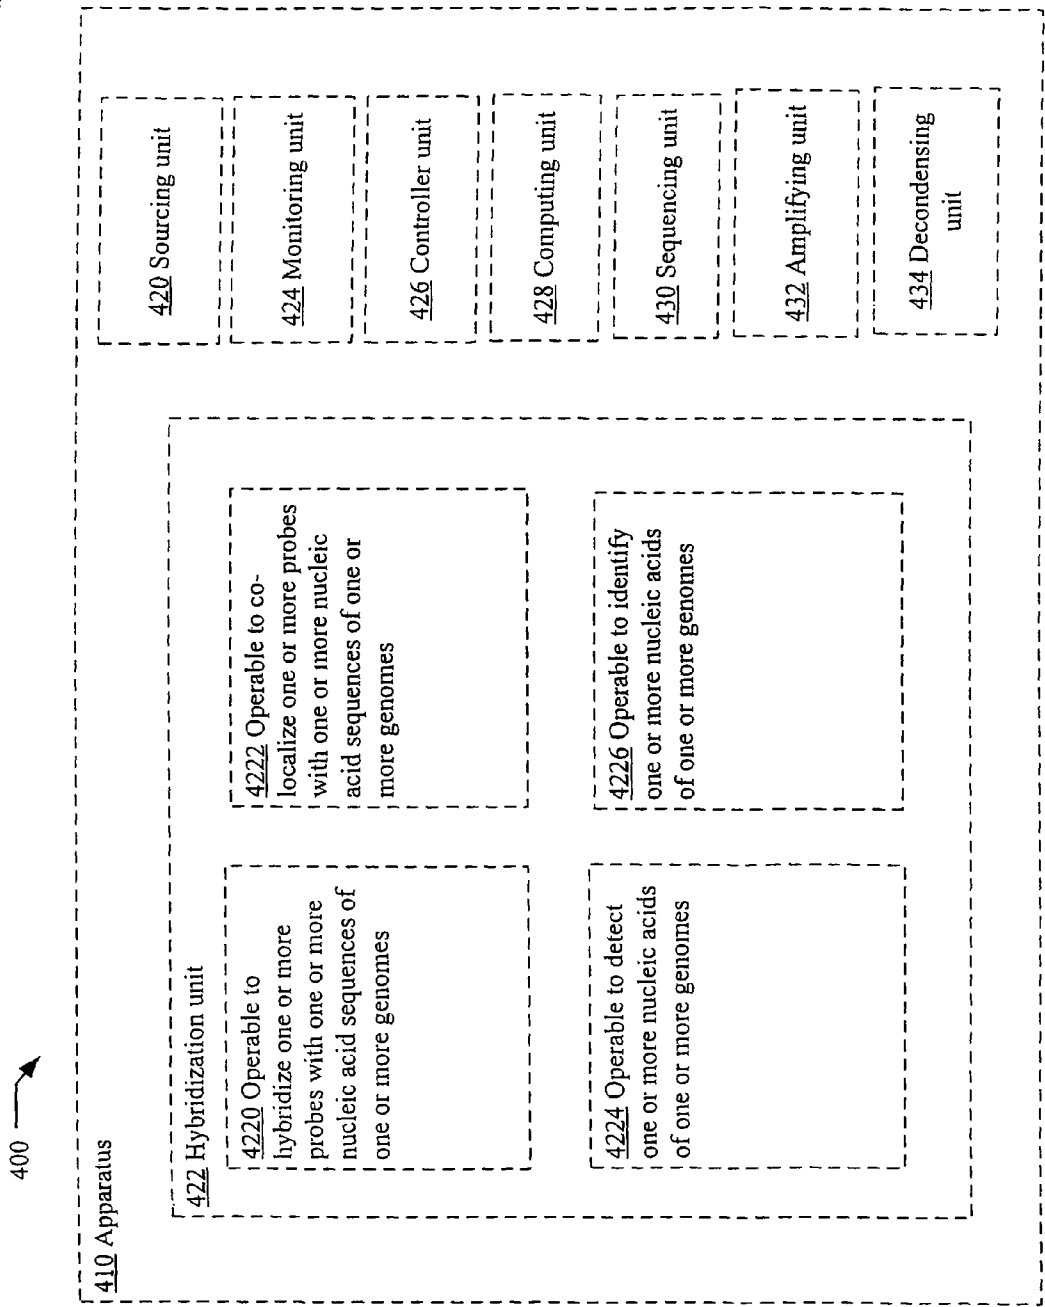 400
410 Apparatus
422 Hybridization unit
4220 Operable to
hybridize one or more
probes with one or more
nucleic acid sequences of
one or more genomes
4222 Operable to co-
localize one or more probes
with one or more nucleic
acid sequences of one or
more genomes
4224 Operable to detect
one or more nucleic acids
of one or more genomes
4226 Operable to identify
one or more nucleic acids
of one or more genomes
420 Sourcing unit
424 Monitoring unit
426 Controller unit
428 Computing unit
430 Sequencing unit
432 Amplifying unit
434 Decondensing
unit